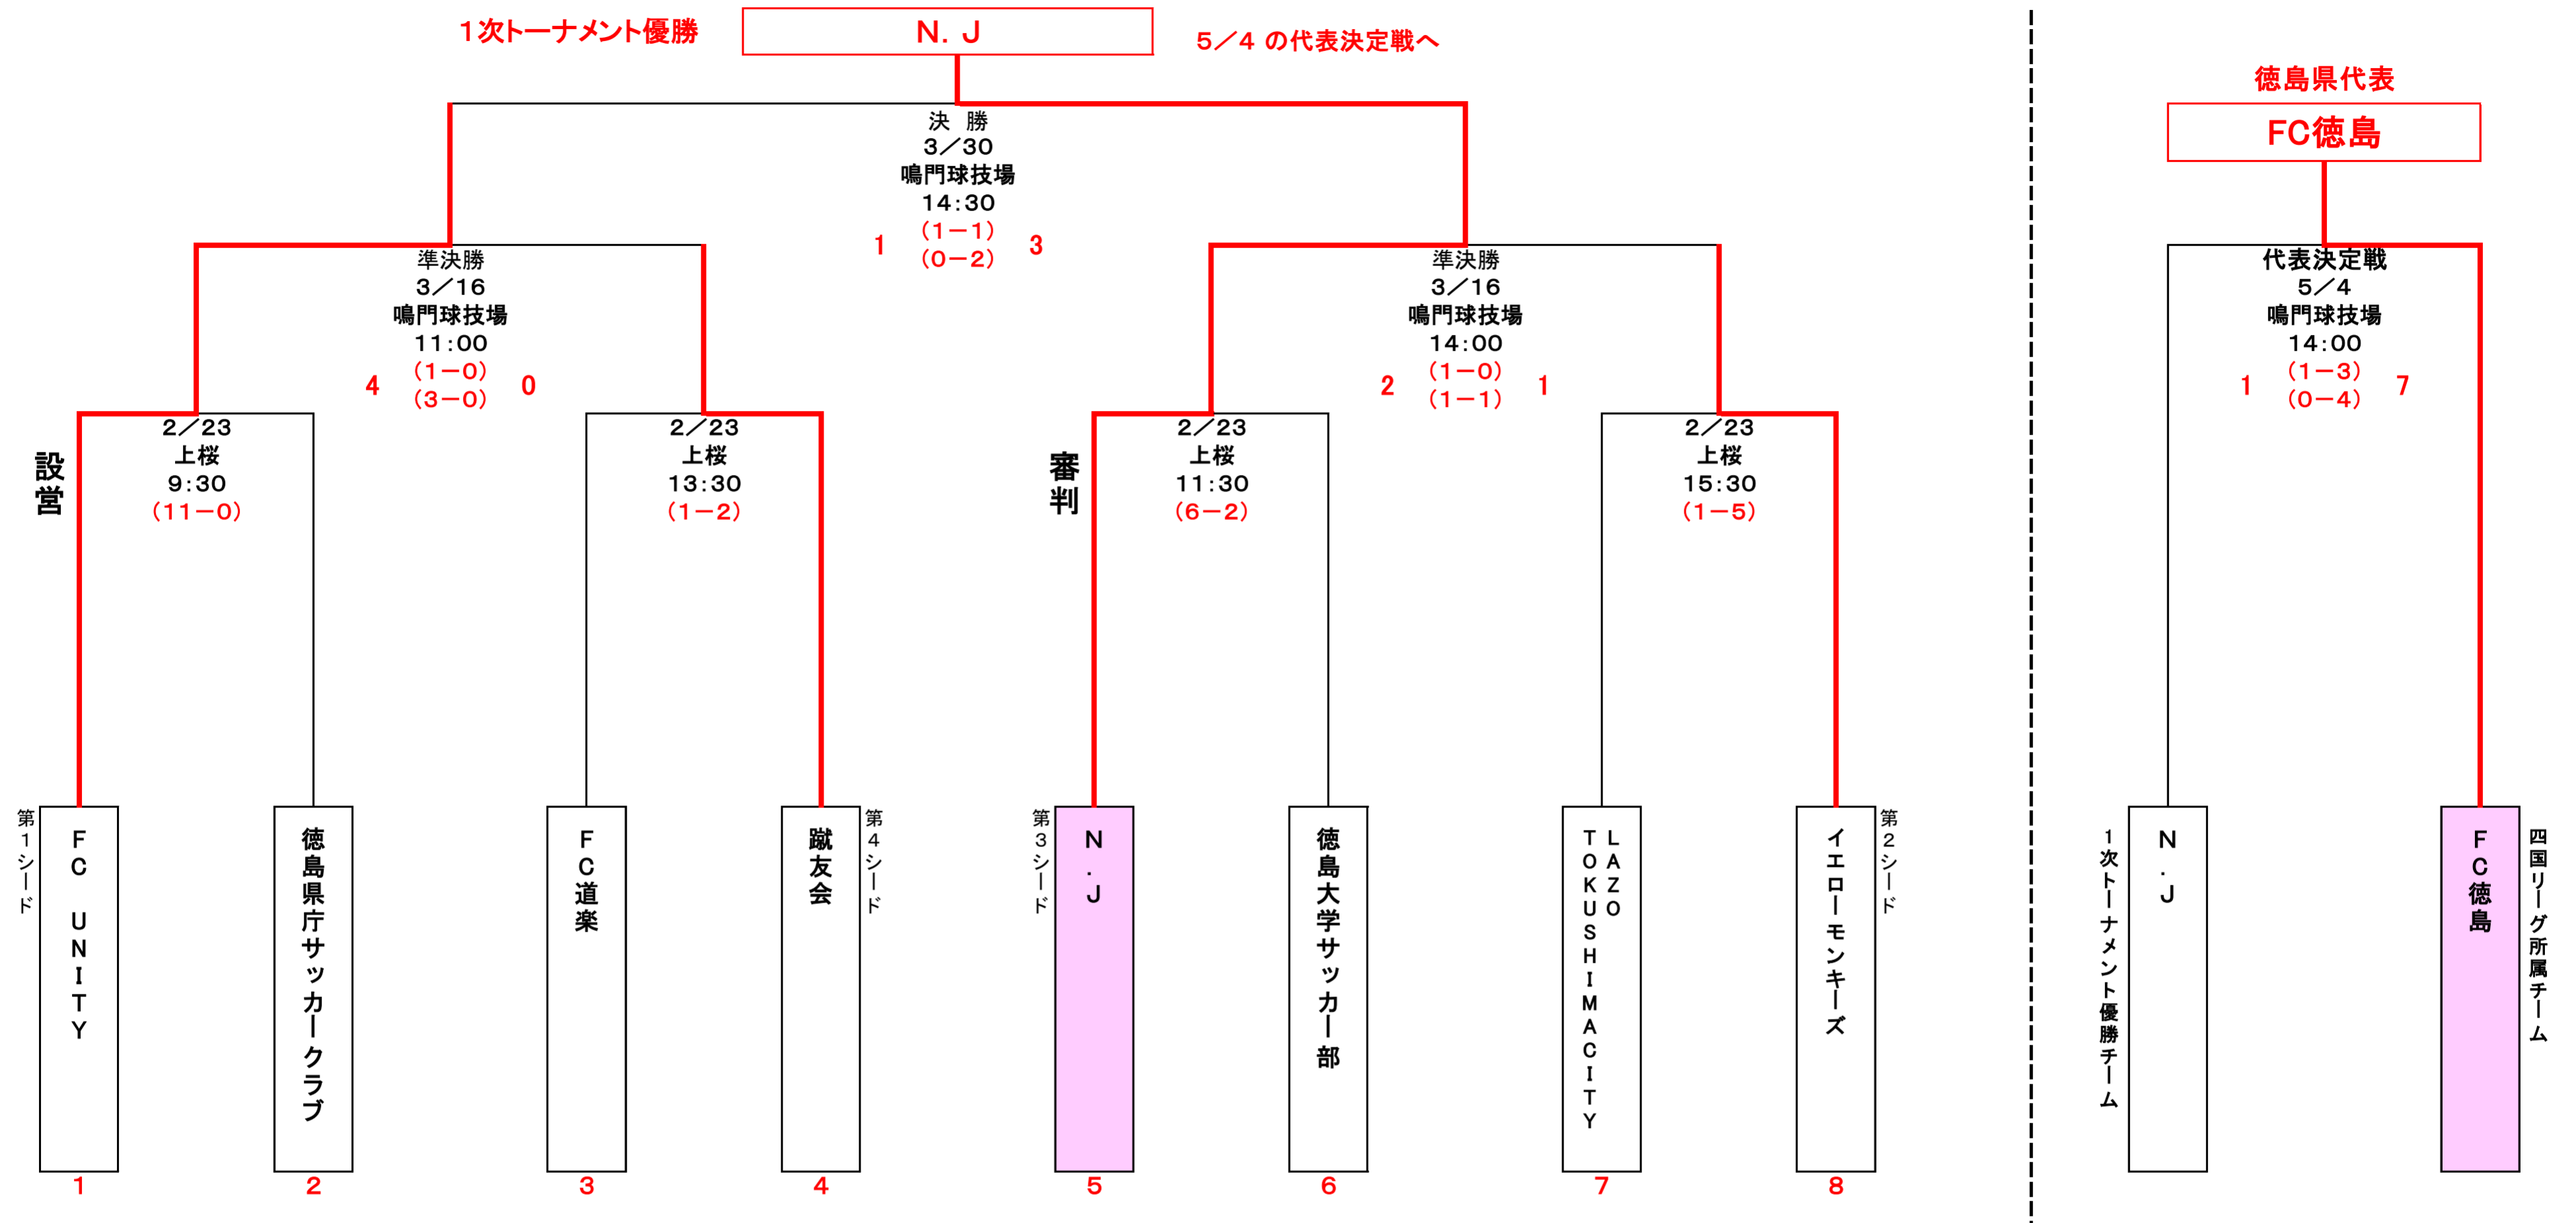 1次トーナメント優勝
N.J
5／4 の代表決定戦へ
徳島県代表
FC徳島
決 勝
3／30
鳴門球技場
14:30
1 (1－1) 3
(0－2)
準決勝
3／16
鳴門球技場
11:00
4 (1－0) 0
(3－0)
準決勝
3／16
鳴門球技場
14:00
2 (1－0) 1
(1－1)
代表決定戦
5／4
鳴門球技場
14:00
1 (1－3) 7
(0－4)
設営
2／23
上桜
9:30
(11－0)
2／23
上桜
13:30
(1－2)
審判
2／23
上桜
11:30
(6－2)
2／23
上桜
15:30
(1－5)
第1シード
FC UNITY
1
徳島県庁サッカークラブ
2
FC道楽
3
蹴友会
第4シード
4
第3シード
N.J
5
徳島大学サッカー部
6
LAZO
TOKUSHIMACITY
7
イエローモンキーズ
第2シード
8
1次トーナメント優勝チーム
N.J
FC徳島
四国リーグ所属チーム